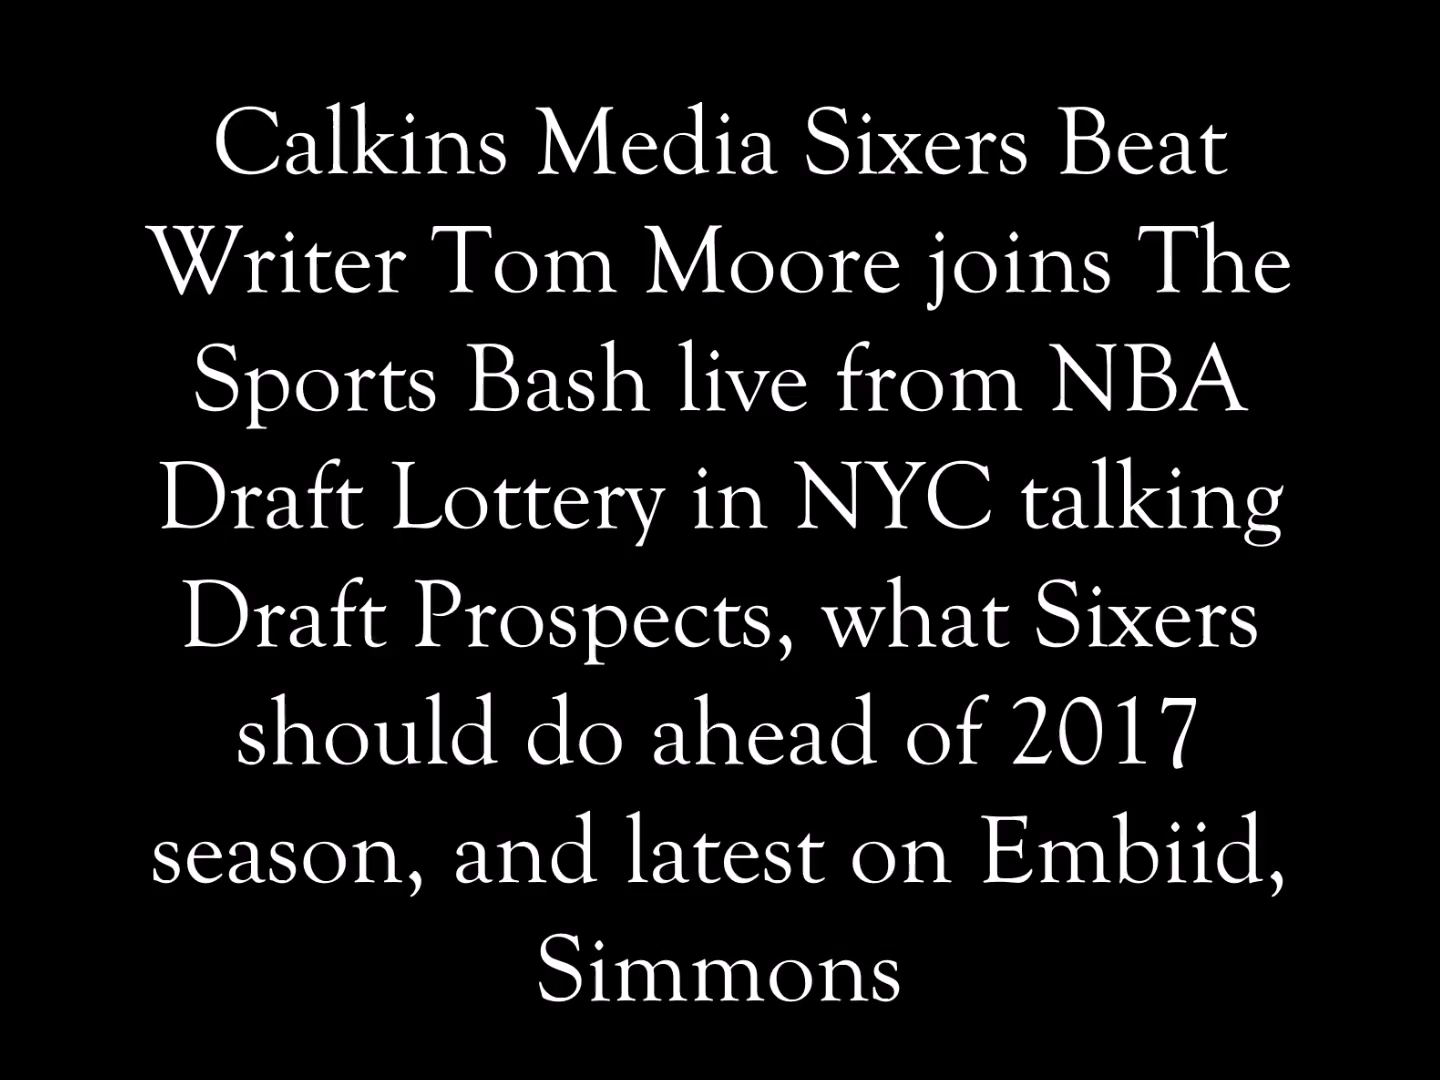 Calkins Media Sixers Beat
Writer Tom Moore joins The
Sports Bash live from NBA
Draft Lottery in NYC talking
Draft Prospects, what Sixers
should do ahead of 2017
season, and latest on Embiid,
Simmons